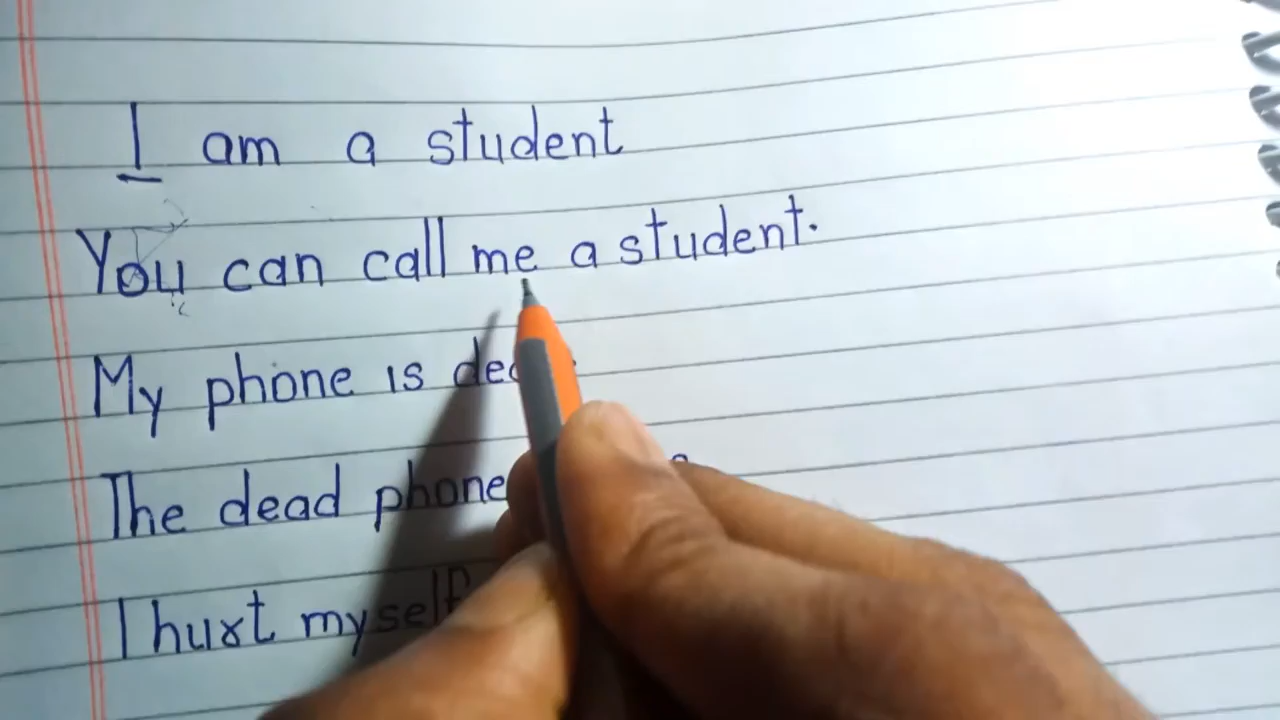 I am a student
You can call me a student.
My phone is
The dead phone
I hurt myself